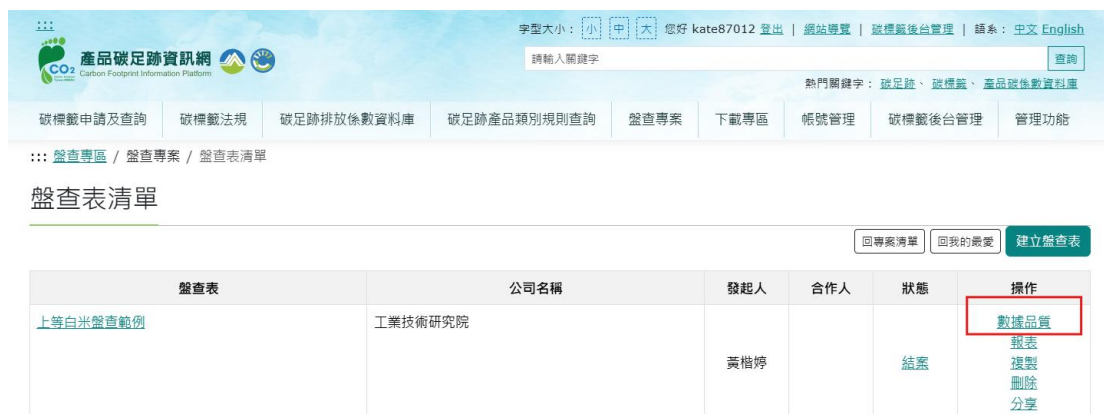 :::
字型大小： 小 中 大 您好 kate87012 登出 | 網站導覽 | 碳標籤後台管理 | 語系： 中文 English
CO2 產品碳足跡資訊網
Carbon Footprint Information Platform
請輸入關鍵字 查詢
熱門關鍵字： 碳足跡、 碳標籤、 產品碳係數資料庫
碳標籤申請及查詢 碳標籤法規 碳足跡排放係數資料庫 碳足跡產品類別規則查詢 盤查專案 下載專區 帳號管理 碳標籤後台管理 管理功能
::: 盤查專區 / 盤查專案 / 盤查表清單
盤查表清單
回專案清單 回我的最愛 建立盤查表
盤查表 公司名稱 發起人 合作人 狀態 操作
上等白米盤查範例 工業技術研究院 黃楷婷 結案 數據品質
報表
複製
刪除
分享